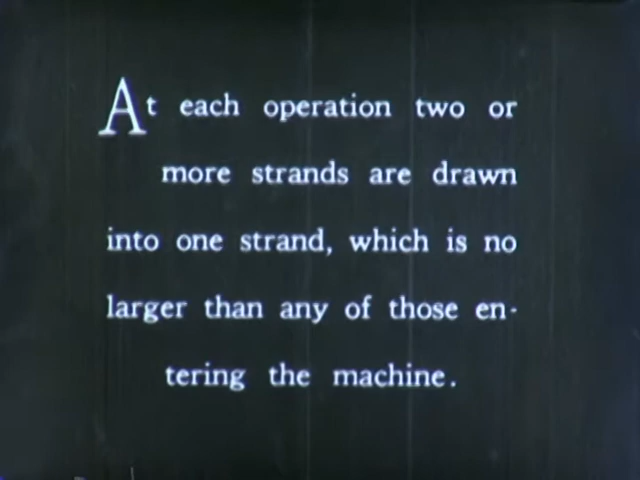 At each operation two or
more strands are drawn
into one strand, which is no
larger than any of those en-
tering the machine.